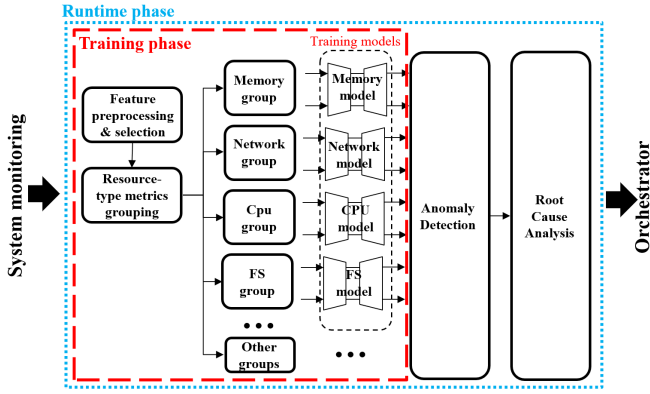 Runtime phase
Training phase
Training models
System monitoring
Feature
preprocessing
& selection
Resource-
type metrics
grouping
Memory
group
Network
group
Cpu
group
FS
group
•••
Other
groups
Memory
model
Network
model
CPU
model
FS
model
•••
Anomaly
Detection
Root
Cause
Analysis
Orchestrator